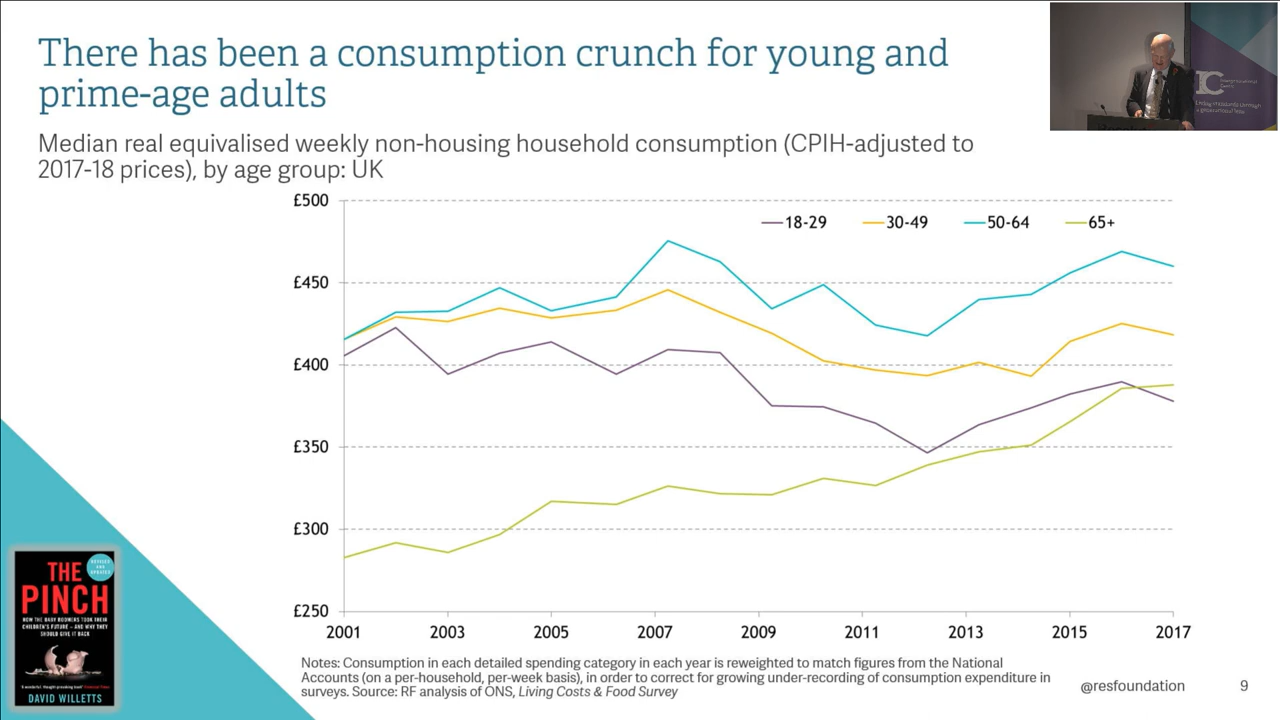 There has been a consumption crunch for young and
prime-age adults
Median real equivalised weekly non-housing household consumption (CPIH-adjusted to
2017-18 prices), by age group: UK
£500
£450
£400
£350
£300
£250
18-29
30-49
50-64
65+
2001
2003
2005
2007
2009
2011
2013
2015
2017
Notes: Consumption in each detailed spending category in each year is reweighted to match figures from the National
Accounts (on a per-household, per-week basis), in order to correct for growing under-recording of consumption expenditure in
surveys. Source: RF analysis of ONS, Living Costs & Food Survey
@resfoundation
9
REVISED
AND
UPDATED
THE
PINCH
HOW THE BABY BOOMERS TOOK THEIR
CHILDREN'S FUTURE – AND WHY THEY
SHOULD GIVE IT BACK
DAVID WILLETTS
IC
Intergenerational